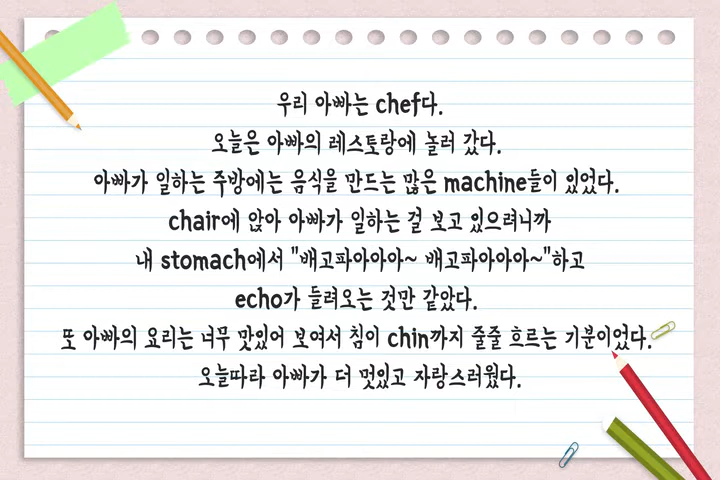 우리 아빠는 chef다.
오늘은 아빠의 레스토랑에 놀러 갔다.
아빠가 일하는 주방에는 음식을 만드는 많은 machine들이 있었다.
chair에 앉아 아빠가 일하는 걸 보고 있으려니까
내 stomach에서 "배고파아아아~ 배고파아아아~"하고
echo가 들려오는 것만 같았다.
또 아빠의 요리는 너무 맛있어 보여서 침이 chin까지 줄줄 흐르는 기분이었다.
오늘따라 아빠가 더 멋있고 자랑스러웠다.